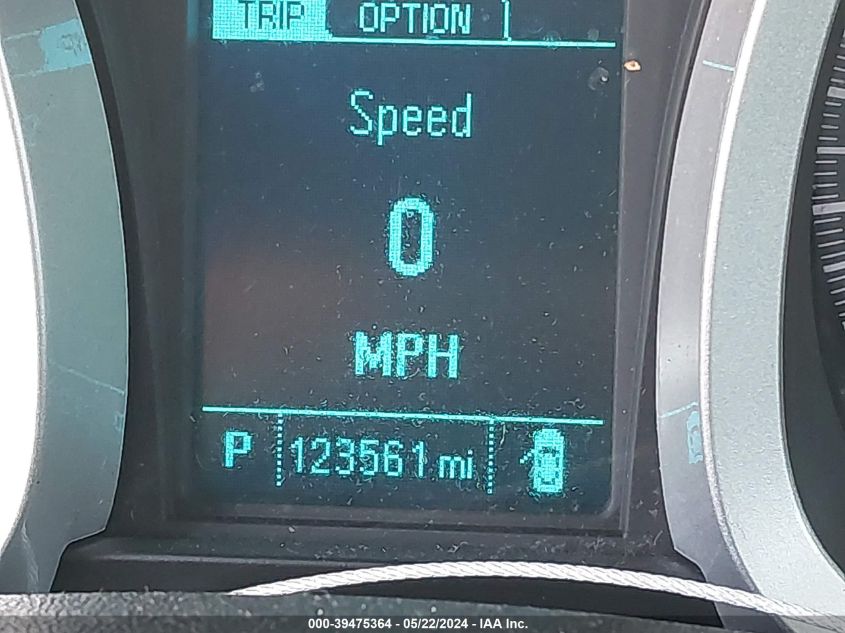 TRIP OPTION
Speed
0
MPH
P 123561 mi
000-39475364 - 05/22/2024 - IAA Inc.